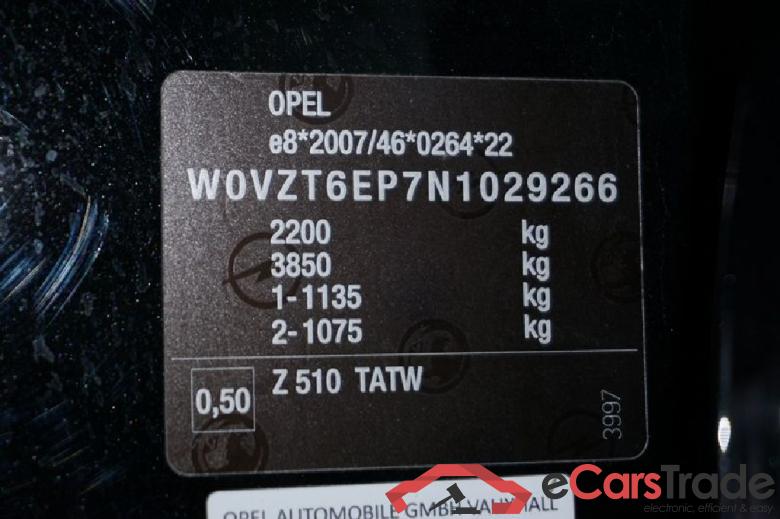 OPEL
e8*2007/46*0264*22
W0VZT6EP7N1029266
2200 kg
3850 kg
1-1135 kg
2-1075 kg
0,50
Z 510 TATW
3997
OPEL AUTOMOBILE GMBH VAUXHALL
eCarsTrade
electronic, efficient & easy